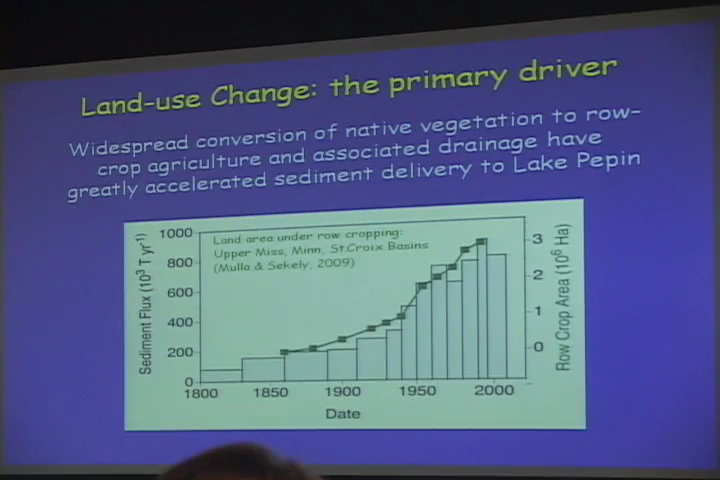 Land-use Change: the primary driver
Widespread conversion of native vegetation to row-
crop agriculture and associated drainage have
greatly accelerated sediment delivery to Lake Pepin
Land area under row cropping:
Upper Miss, Minn, St.Croix Basins
(Mulla & Sekely, 2009)
Sediment Flux (10³ T yr⁻¹)
1000
800
600
400
200
0
3
2
1
0
Row Crop Area (10⁶ Ha)
1800 1850 1900 1950 2000
Date